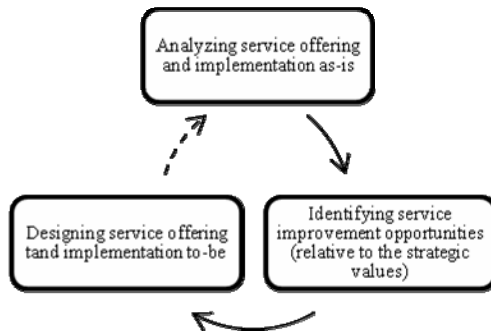 Analyzing service offering
and implementation as-is
Designing service offering
tand implementation to-be
Identifying service
improvement opportunities
(relative to the strategic
values)